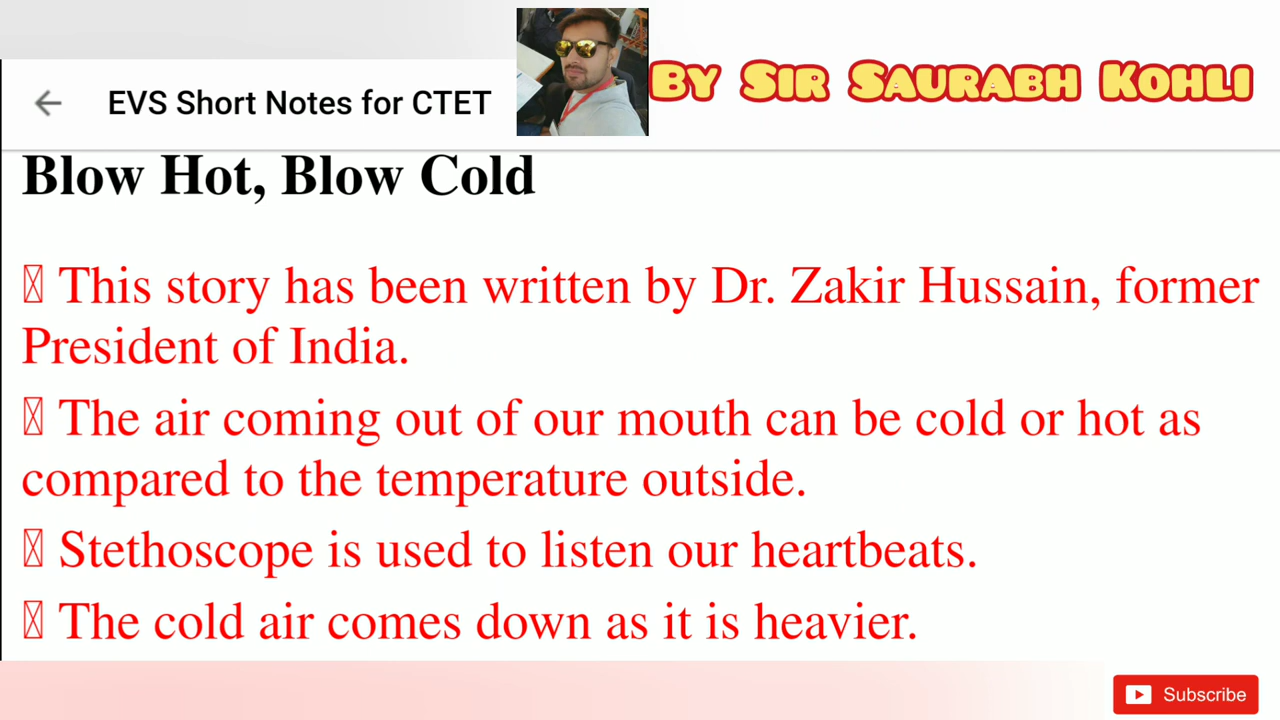 EVS Short Notes for CTET
By Sir Saurabh Kohli
Blow Hot, Blow Cold
This story has been written by Dr. Zakir Hussain, former
President of India.
The air coming out of our mouth can be cold or hot as
compared to the temperature outside.
Stethoscope is used to listen our heartbeats.
The cold air comes down as it is heavier.
Subscribe